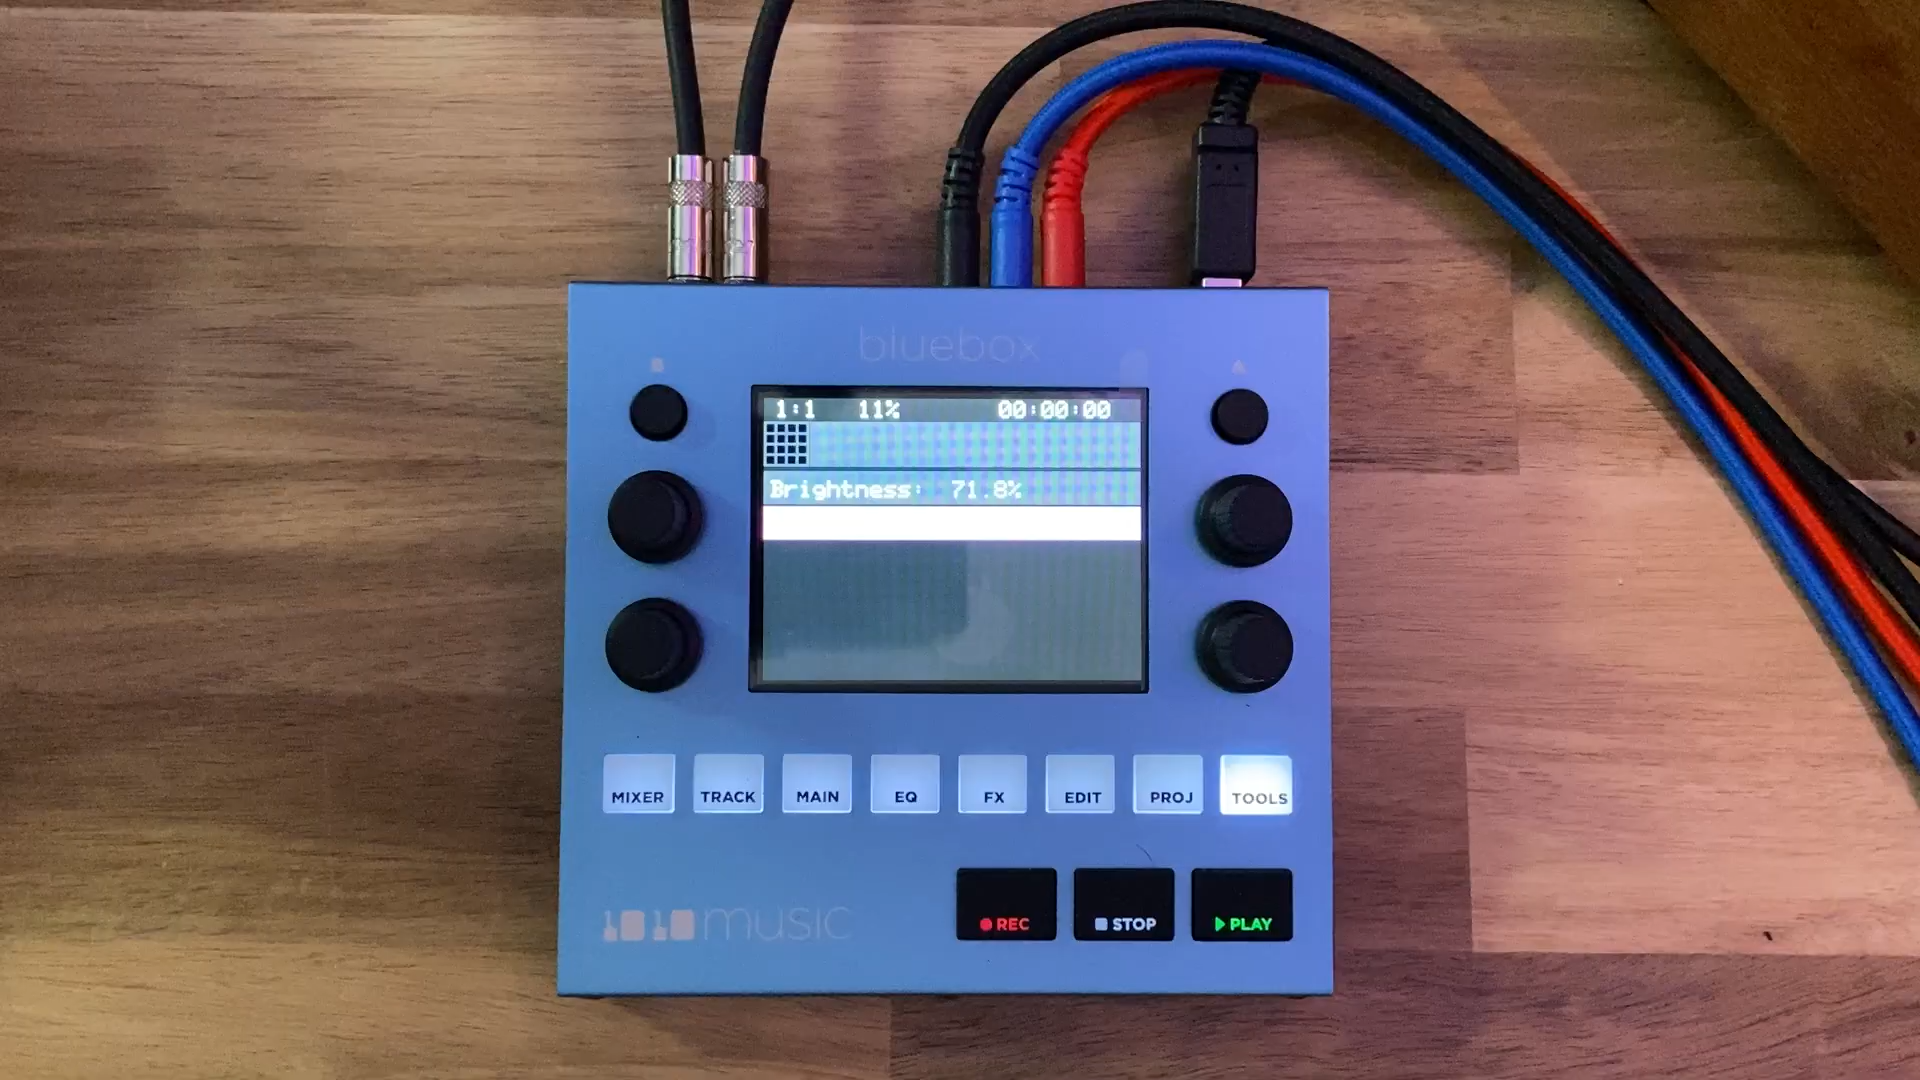 bluebox
1:1 11% 00:00:00
Brightness: 71.8%
MIXER TRACK MAIN EQ FX EDIT PROJ TOOLS
1010music
REC STOP PLAY